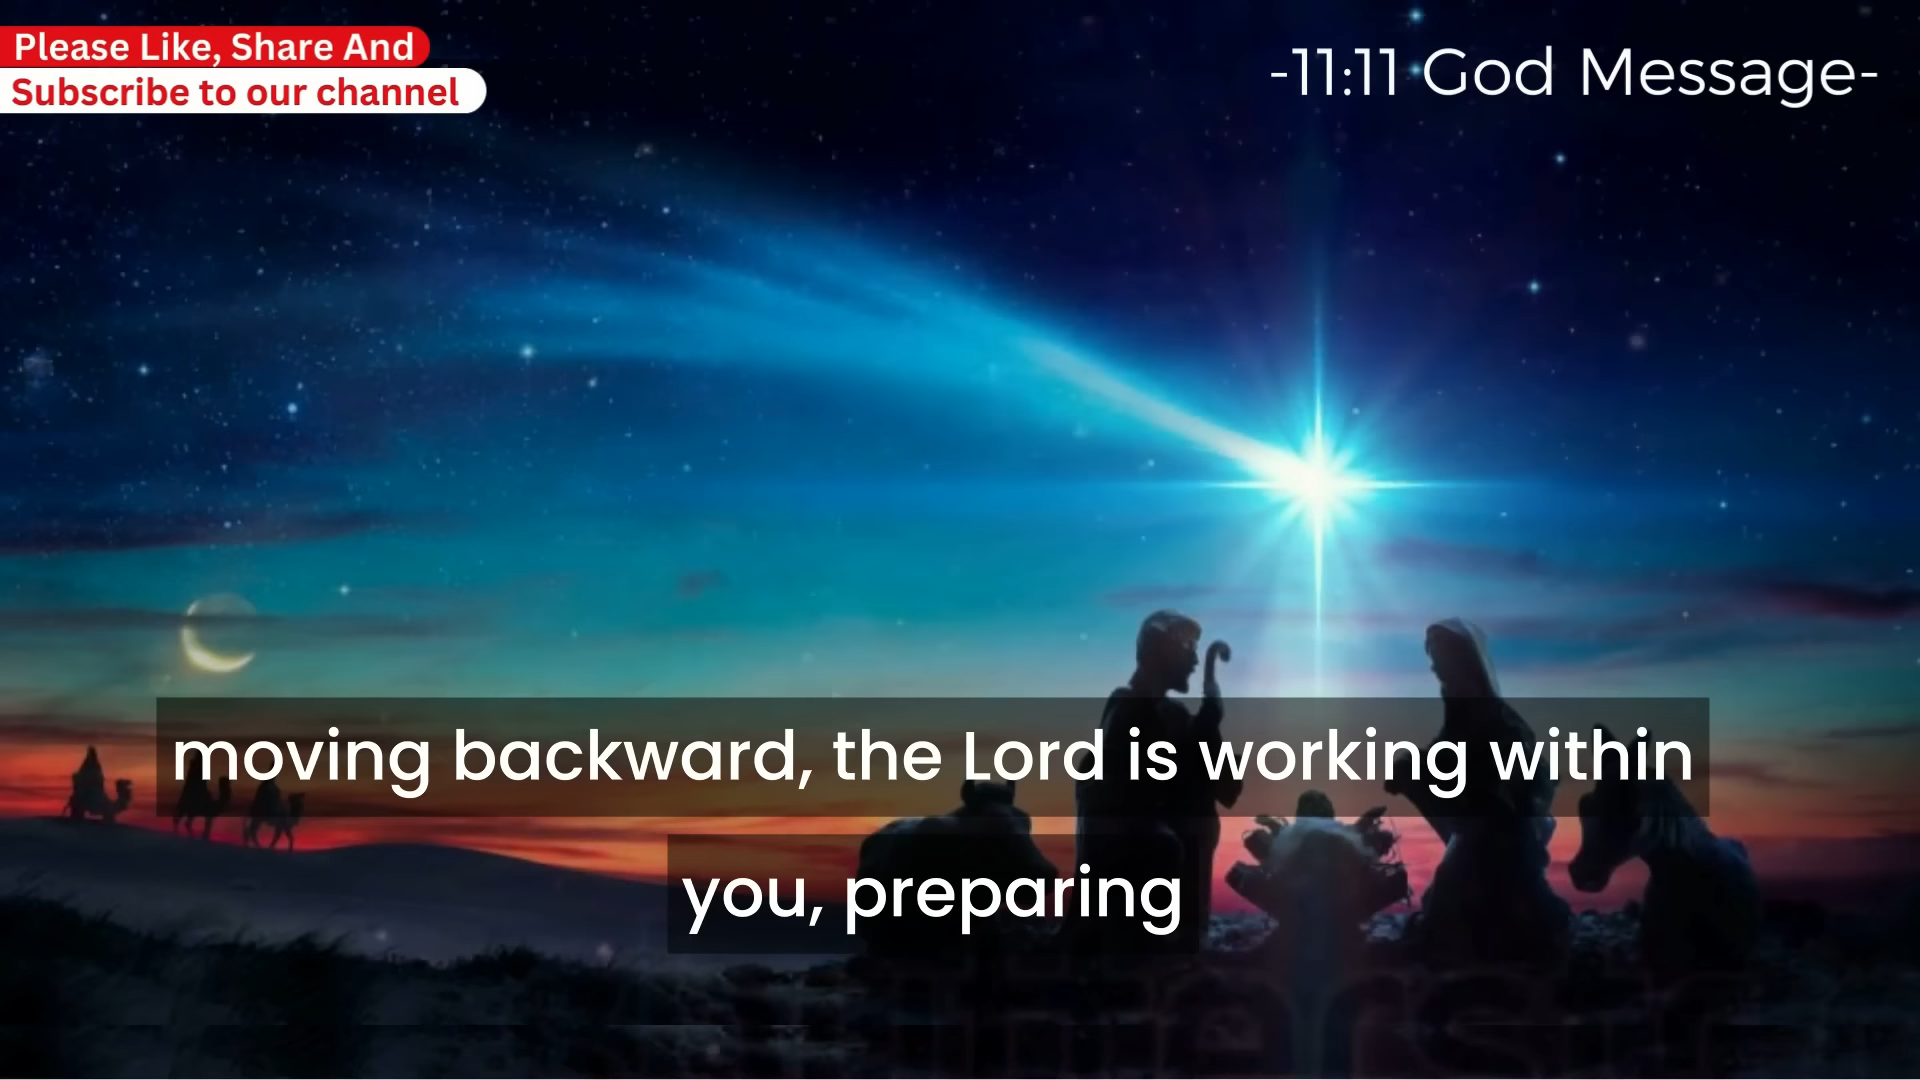 Please Like, Share And
Subscribe to our channel
-11:11 God Message-
moving backward, the Lord is working within
you, preparing